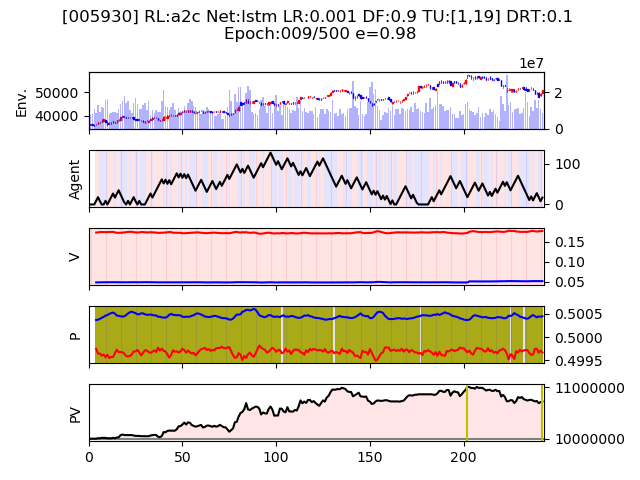 [005930] RL:a2c Net:lstm LR:0.001 DF:0.9 TU:[1,19] DRT:0.1
Epoch:009/500 e=0.98
1e7
Env.
50000
40000
2
0
Agent
100
0
V
0.15
0.10
0.05
P
0.5005
0.5000
0.4995
PV
11000000
10000000
0 50 100 150 200